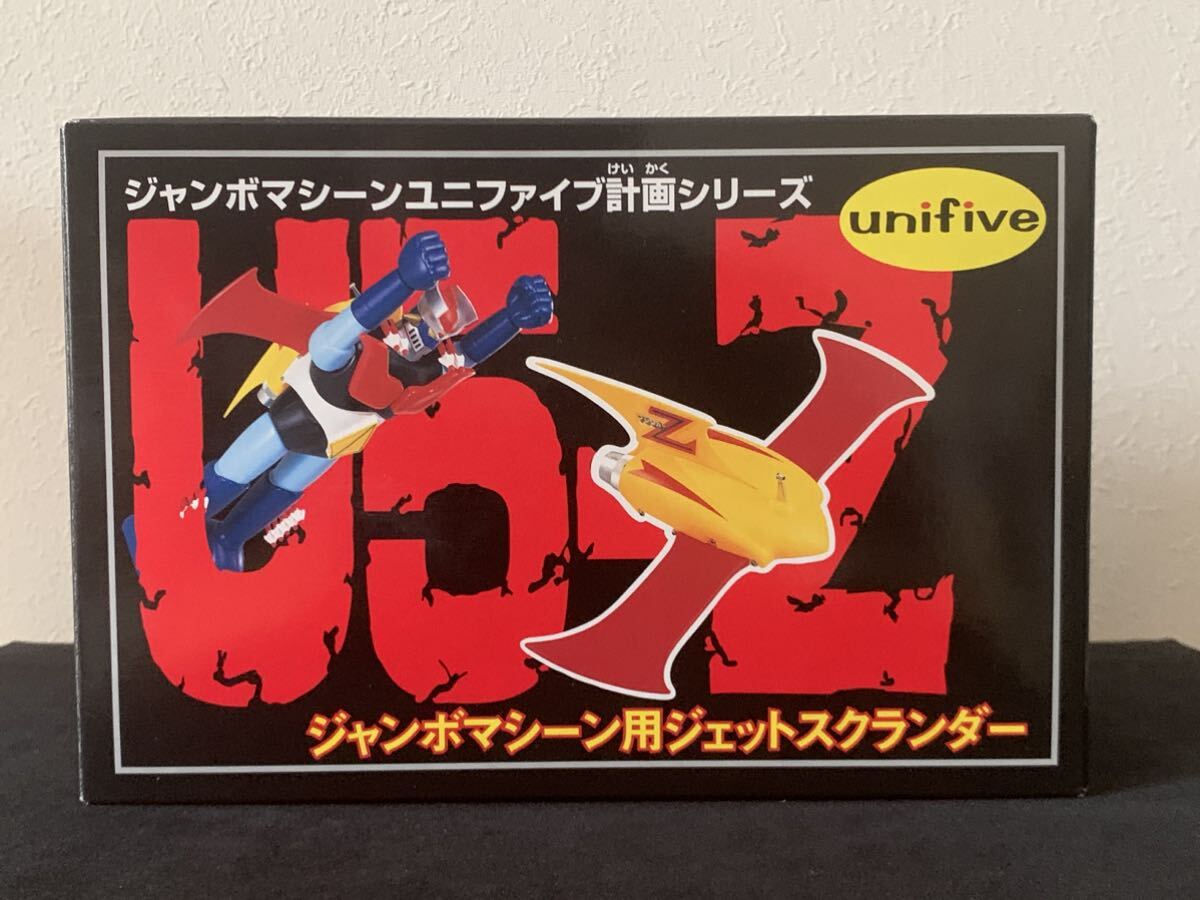 ジャンボマシーンユニファイブ計画シリーズ
けいかく
unifive
U5-Z
Z
ジャンボマシーン用ジェットスクランダー